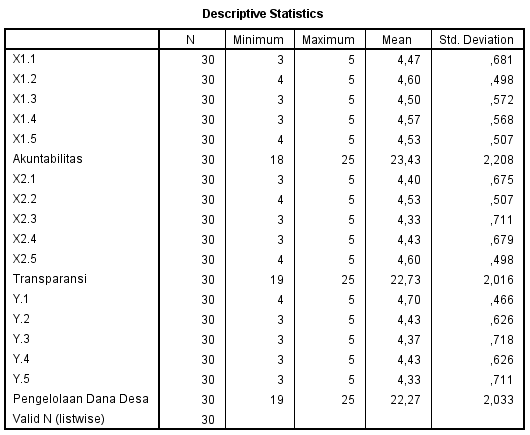 Descriptive Statistics
N Minimum Maximum Mean Std. Deviation
X1.1 30 3 5 4,47 ,681
X1.2 30 4 5 4,60 ,498
X1.3 30 3 5 4,50 ,572
X1.4 30 3 5 4,57 ,568
X1.5 30 4 5 4,53 ,507
Akuntabilitas 30 18 25 23,43 2,208
X2.1 30 3 5 4,40 ,675
X2.2 30 4 5 4,53 ,507
X2.3 30 3 5 4,33 ,711
X2.4 30 3 5 4,43 ,679
X2.5 30 4 5 4,60 ,498
Transparansi 30 19 25 22,73 2,016
Y.1 30 4 5 4,70 ,466
Y.2 30 3 5 4,43 ,626
Y.3 30 3 5 4,37 ,718
Y.4 30 3 5 4,43 ,626
Y.5 30 3 5 4,33 ,711
Pengelolaan Dana Desa 30 19 25 22,27 2,033
Valid N (listwise) 30